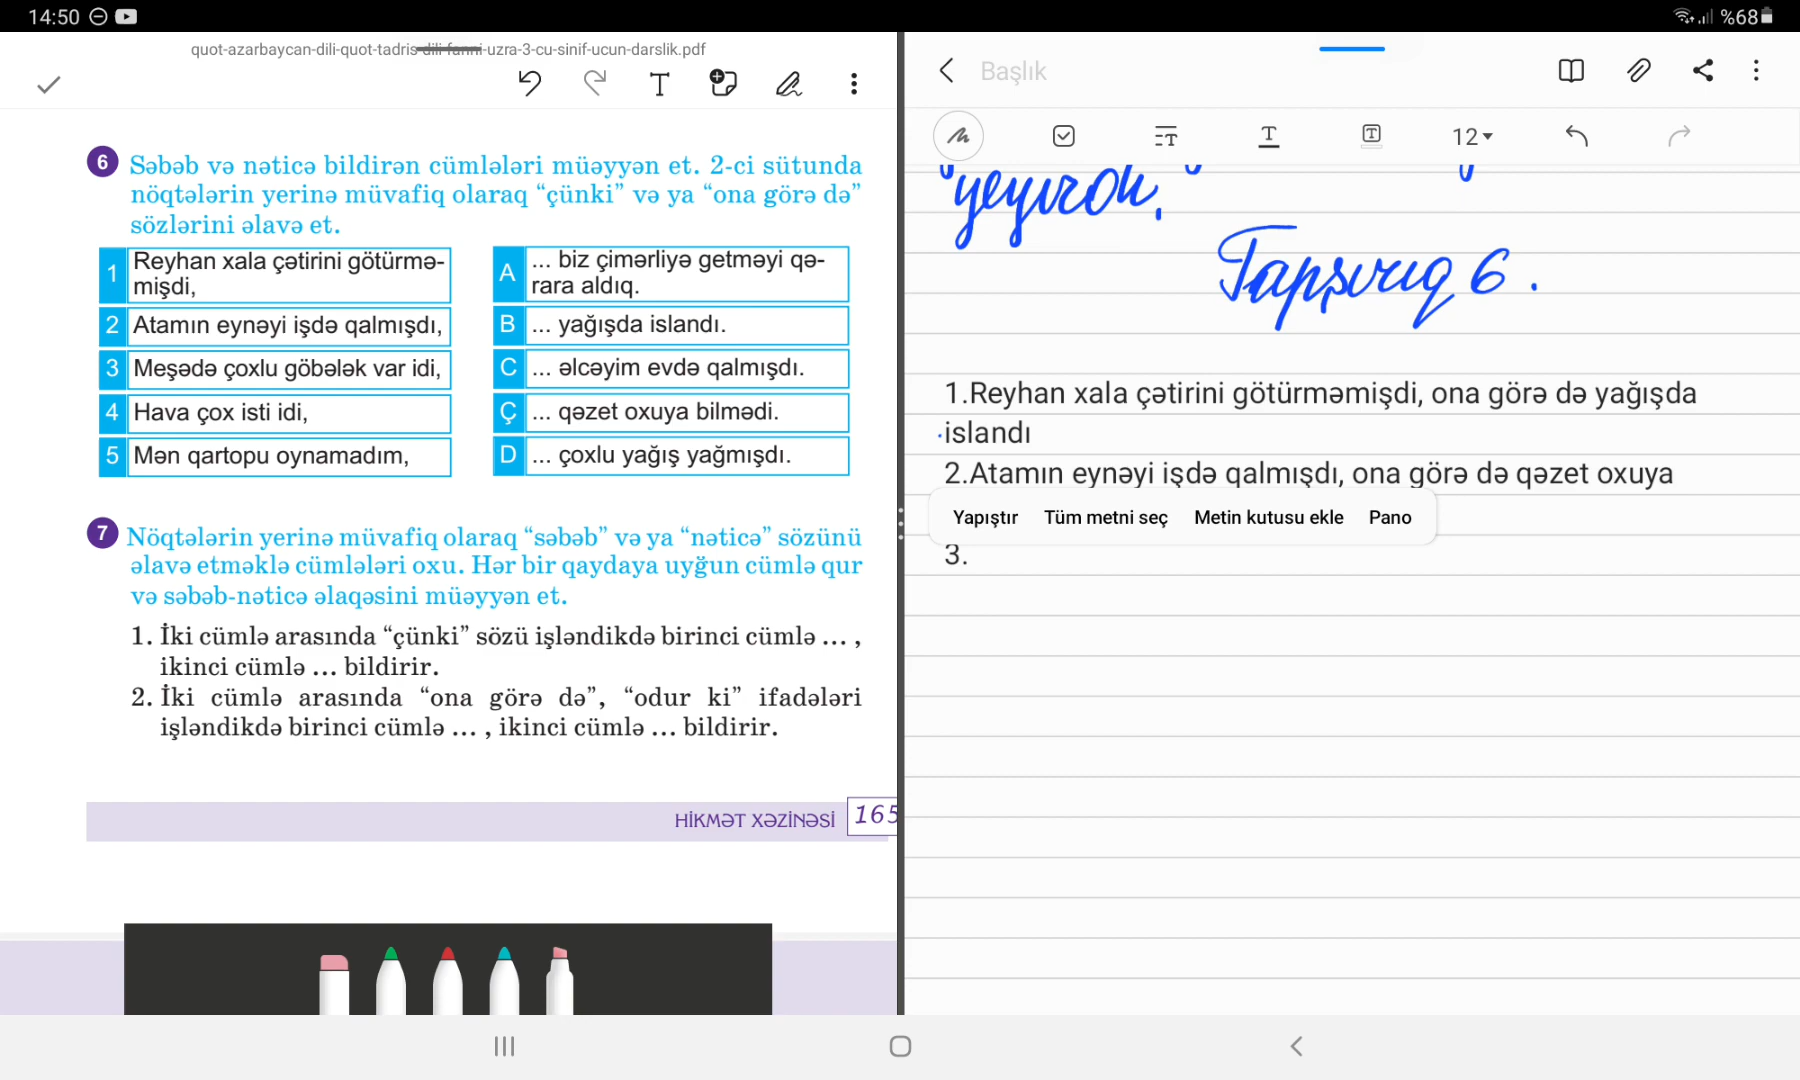 14:50
%68
quot-azarbaycan-dili-quot-tadris-dili-fanni-uzra-3-cu-sinif-ucun-darslik.pdf
6 Səbəb və nəticə bildirən cümlələri müəyyən et. 2-ci sütunda
nöqtələrin yerinə müvafiq olaraq “çünki” və ya “ona görə də”
sözlərini əlavə et.
1 Reyhan xala çətirini götürmə-
mişdi,
2 Atamın eynəyi işdə qalmışdı,
3 Meşədə çoxlu göbələk var idi,
4 Hava çox isti idi,
5 Mən qartopu oynamadım,
A ... biz çimərliyə getməyi qə-
rara aldıq.
B ... yağışda islandı.
C ... əlcəyim evdə qalmışdı.
Ç ... qəzet oxuya bilmədi.
D ... çoxlu yağış yağmışdı.
7 Nöqtələrin yerinə müvafiq olaraq “səbəb” və ya “nəticə” sözünü
əlavə etməklə cümlələri oxu. Hər bir qaydaya uyğun cümlə qur
və səbəb-nəticə əlaqəsini müəyyən et.
1. İki cümlə arasında “çünki” sözü işləndikdə birinci cümlə ... ,
ikinci cümlə ... bildirir.
2. İki cümlə arasında “ona görə də”, “odur ki” ifadələri
işləndikdə birinci cümlə ... , ikinci cümlə ... bildirir.
HİKMƏT XƏZİNƏSİ 165
Başlık
12
Tapşırıq 6.
1.Reyhan xala çətirini götürməmişdi, ona görə də yağışda
islandı
2.Atamın eynəyi işdə qalmışdı, ona görə də qəzet oxuya
Yapıştır Tüm metni seç Metin kutusu ekle Pano
3.